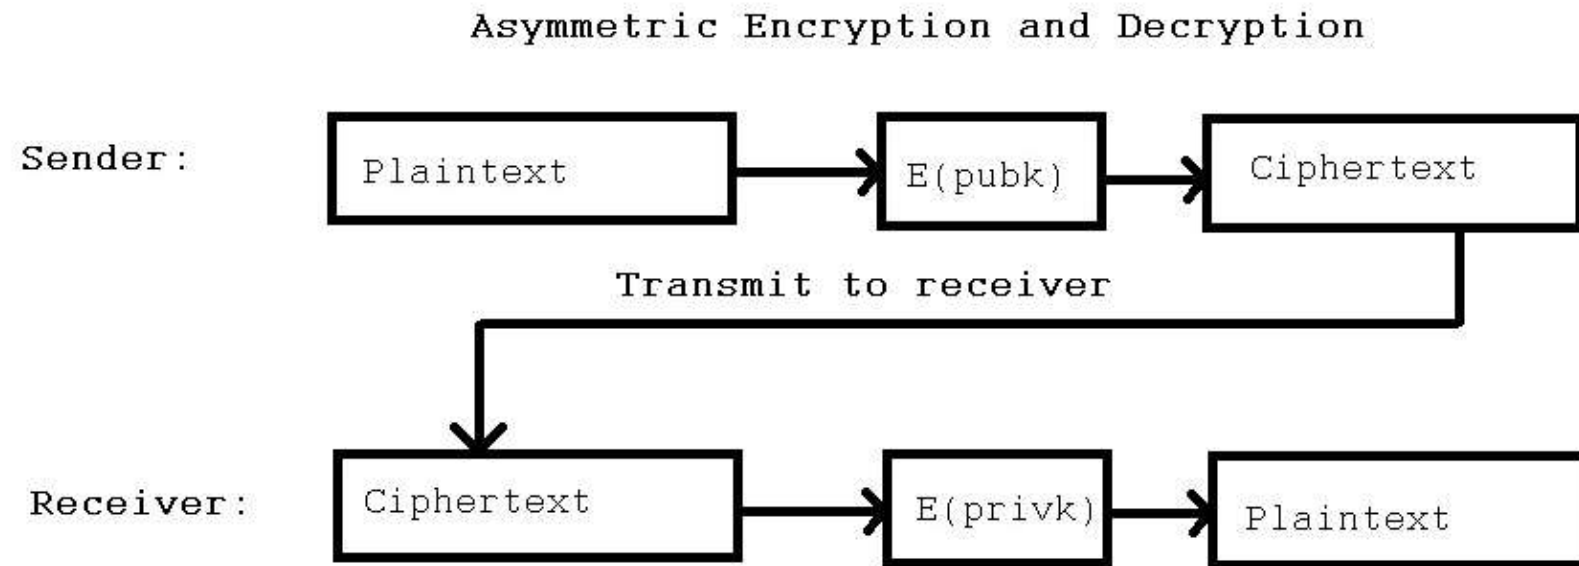 Asymmetric Encryption and Decryption
Sender:
Plaintext
E(pubk)
Ciphertext
Transmit to receiver
Receiver:
Ciphertext
E(privk)
Plaintext